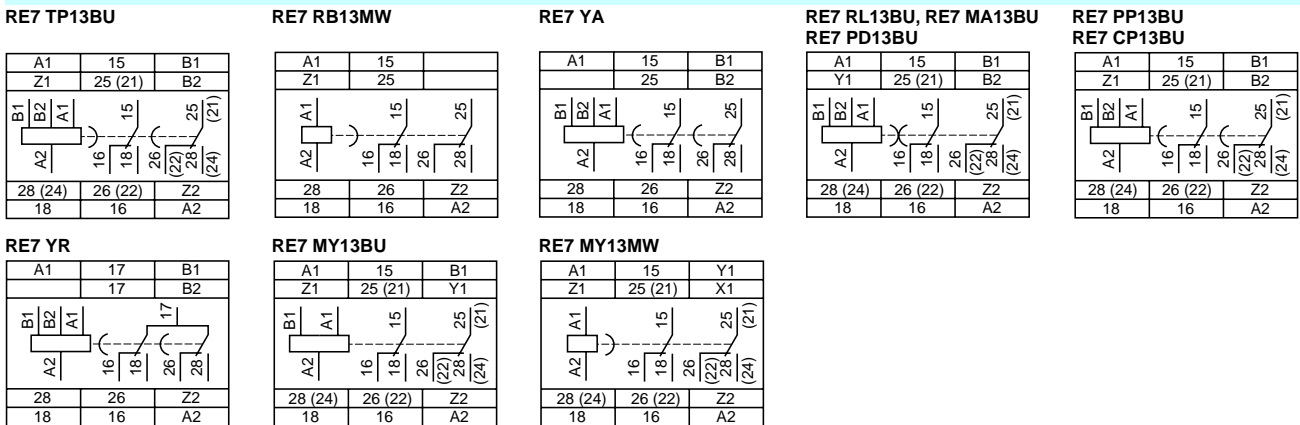 RE7 TP13BU
A1 15 B1
Z1 25 (21) B2
B1 B2 A1 15 25 (21)
A2 16 18 26 (22) 28 (24)
28 (24) 26 (22) Z2
18 16 A2
RE7 RB13MW
A1 15
Z1 25
A1 15 25
A2 16 18 26 28
28 26 Z2
18 16 A2
RE7 YA
A1 15 B1
25 B2
B1 B2 A1 15 25
A2 16 18 26 28
28 26 Z2
18 16 A2
RE7 RL13BU, RE7 MA13BU
RE7 PD13BU
A1 15 B1
Y1 25 (21) B2
B1 B2 A1 15 25 (21)
A2 16 18 26 (22) 28 (24)
28 (24) 26 (22) Z2
18 16 A2
RE7 PP13BU
RE7 CP13BU
A1 15 B1
Z1 25 (21) B2
B1 B2 A1 15 25 (21)
A2 16 18 26 (22) 28 (24)
28 (24) 26 (22) Z2
18 16 A2
RE7 YR
A1 17 B1
17 B2
B1 B2 A1 17
A2 16 18 26 28
28 26 Z2
18 16 A2
RE7 MY13BU
A1 15 B1
Z1 25 (21) Y1
B1 A1 15 25 (21)
A2 16 18 26 (22) 28 (24)
28 (24) 26 (22) Z2
18 16 A2
RE7 MY13MW
A1 15 Y1
Z1 25 (21) X1
A1 15 25 (21)
A2 16 18 26 (22) 28 (24)
28 (24) 26 (22) Z2
18 16 A2